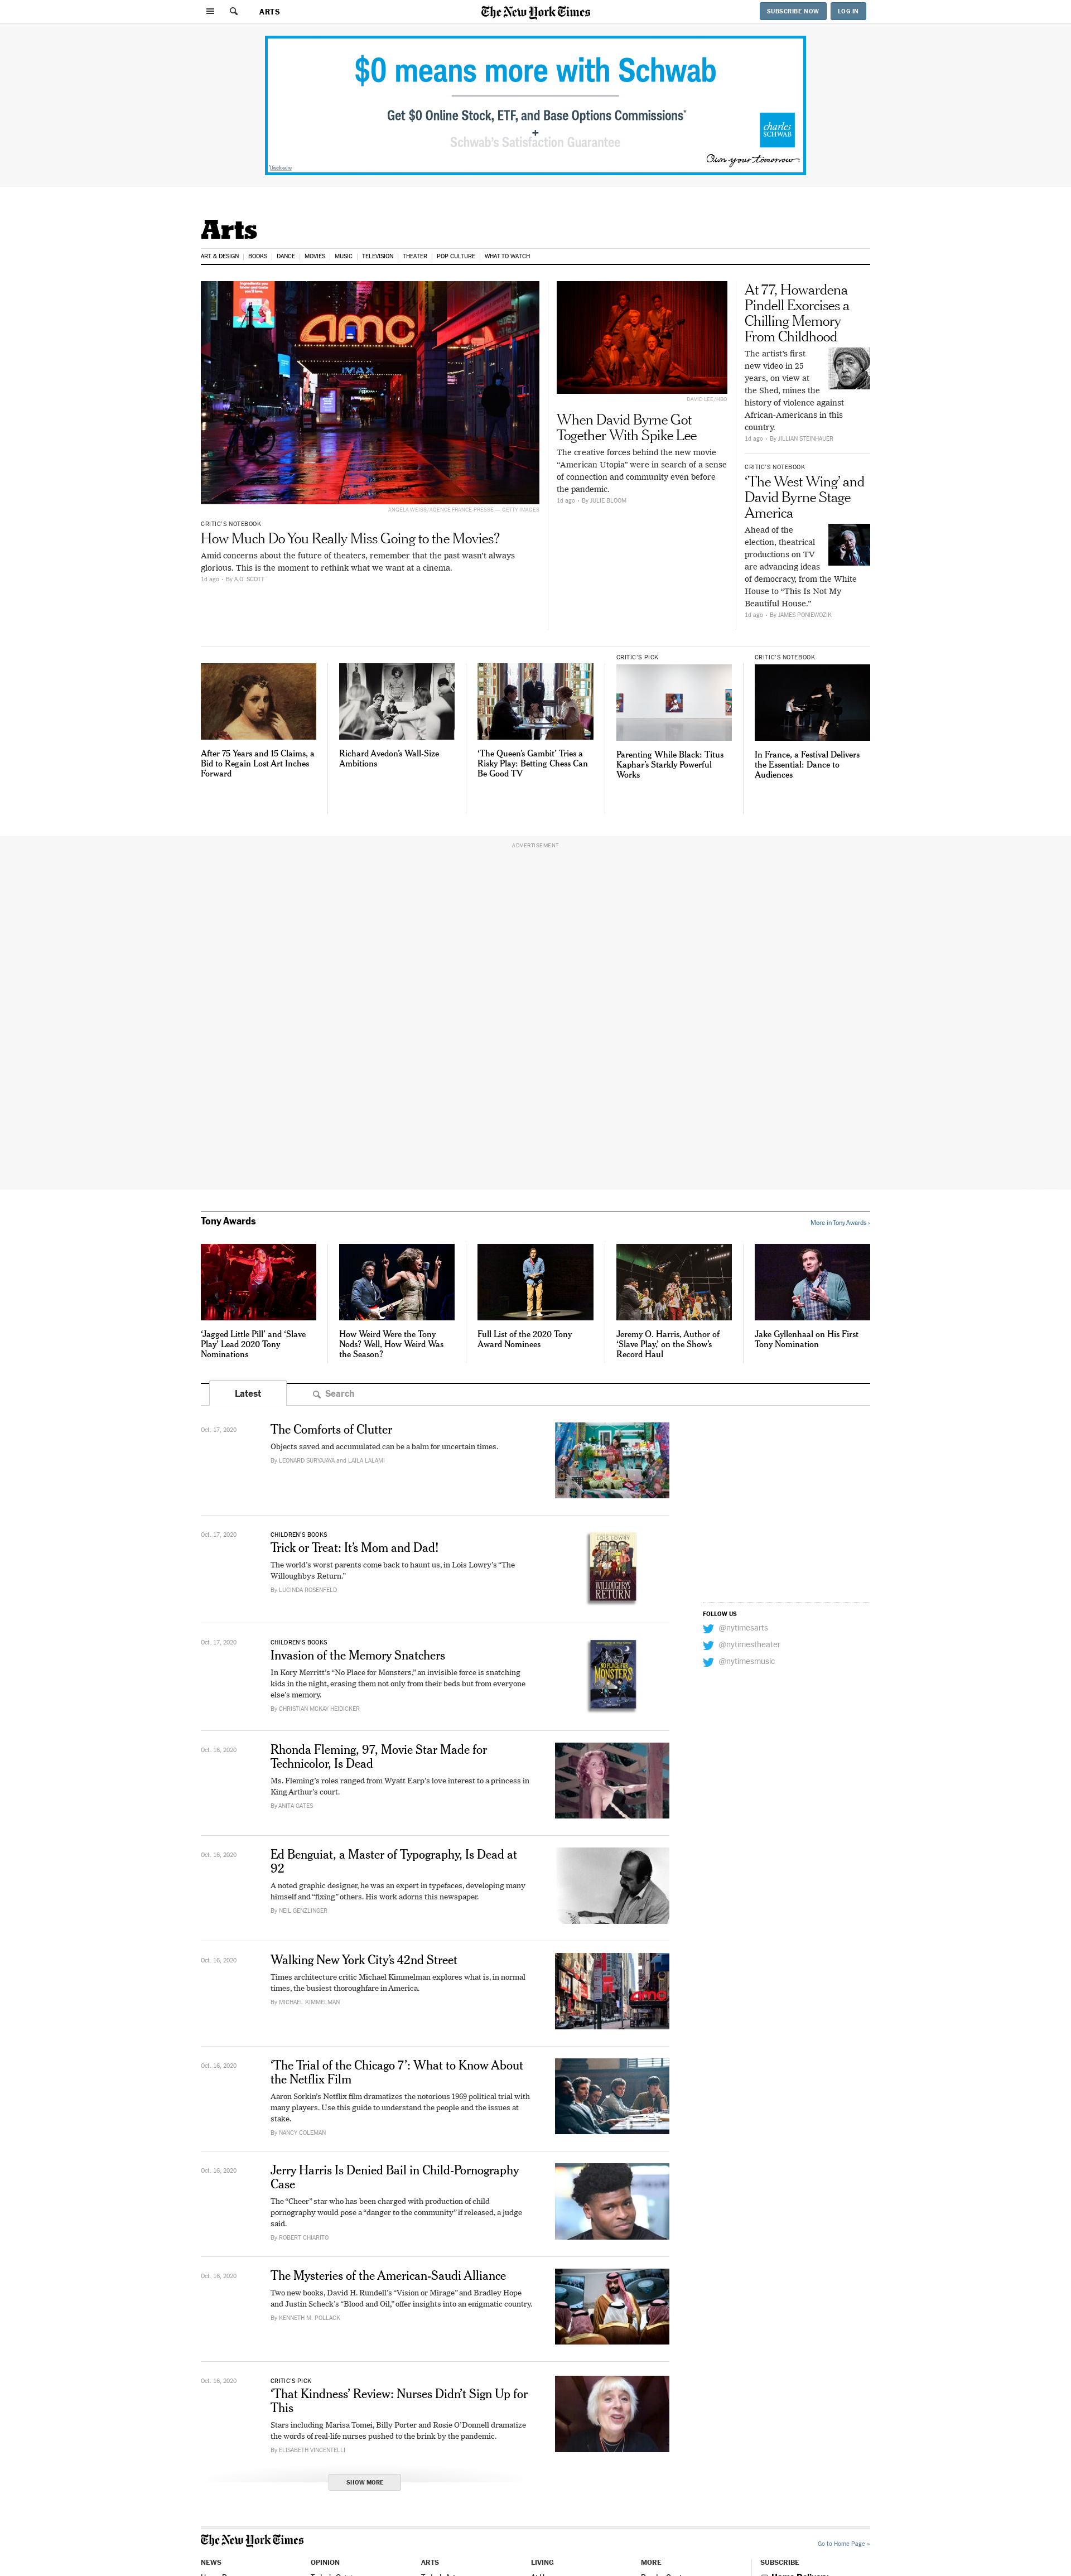 ARTS
The New York Times
SUBSCRIBE NOW
LOG IN
$0 means more with Schwab
Get $0 Online Stock, ETF, and Base Options Commissions*
+
Schwab's Satisfaction Guarantee
charles
SCHWAB
Own your tomorrow
*Disclosure
Arts
ART & DESIGN
BOOKS
DANCE
MOVIES
MUSIC
TELEVISION
THEATER
POP CULTURE
WHAT TO WATCH
amc
IMAX
ANGELA WEISS/AGENCE FRANCE-PRESSE — GETTY IMAGES
CRITIC'S NOTEBOOK
How Much Do You Really Miss Going to the Movies?
Amid concerns about the future of theaters, remember that the past wasn't always
glorious. This is the moment to rethink what we want at a cinema.
1d ago • By A.O. SCOTT
DAVID LEE/HBO
When David Byrne Got
Together With Spike Lee
The creative forces behind the new movie
“American Utopia” were in search of a sense
of connection and community even before
the pandemic.
1d ago • By JULIE BLOOM
At 77, Howardena
Pindell Exorcises a
Chilling Memory
From Childhood
The artist’s first
new video in 25
years, on view at
the Shed, mines the
history of violence against
African-Americans in this
country.
1d ago • By JILLIAN STEINHAUER
CRITIC'S NOTEBOOK
‘The West Wing’ and
David Byrne Stage
America
Ahead of the
election, theatrical
productions on TV
are advancing ideas
of democracy, from the White
House to “This Is Not My
Beautiful House.”
1d ago • By JAMES PONIEWOZIK
After 75 Years and 15 Claims, a
Bid to Regain Lost Art Inches
Forward
Richard Avedon’s Wall-Size
Ambitions
‘The Queen’s Gambit’ Tries a
Risky Play: Betting Chess Can
Be Good TV
CRITIC'S PICK
Parenting While Black: Titus
Kaphar’s Starkly Powerful
Works
CRITIC'S NOTEBOOK
In France, a Festival Delivers
the Essential: Dance to
Audiences
ADVERTISEMENT
Tony Awards
More in Tony Awards ›
‘Jagged Little Pill’ and ‘Slave
Play’ Lead 2020 Tony
Nominations
How Weird Were the Tony
Nods? Well, How Weird Was
the Season?
Full List of the 2020 Tony
Award Nominees
Jeremy O. Harris, Author of
‘Slave Play,’ on the Show’s
Record Haul
Jake Gyllenhaal on His First
Tony Nomination
Latest
Search
Oct. 17, 2020
The Comforts of Clutter
Objects saved and accumulated can be a balm for uncertain times.
By LEONARD SURYAJAYA and LAILA LALAMI
Oct. 17, 2020
CHILDREN'S BOOKS
Trick or Treat: It’s Mom and Dad!
The world’s worst parents come back to haunt us, in Lois Lowry’s “The
Willoughbys Return.”
By LUCINDA ROSENFELD
LOIS LOWRY
THE
WILLOUGHBYS
RETURN
FOLLOW US
@nytimesarts
@nytimestheater
@nytimesmusic
Oct. 17, 2020
CHILDREN'S BOOKS
Invasion of the Memory Snatchers
In Kory Merritt’s “No Place for Monsters,” an invisible force is snatching
kids in the night, erasing them not only from their beds but from everyone
else’s memory.
By CHRISTIAN MCKAY HEIDICKER
NO PLACE FOR
MONSTERS
Oct. 16, 2020
Rhonda Fleming, 97, Movie Star Made for
Technicolor, Is Dead
Ms. Fleming’s roles ranged from Wyatt Earp’s love interest to a princess in
King Arthur’s court.
By ANITA GATES
Oct. 16, 2020
Ed Benguiat, a Master of Typography, Is Dead at
92
A noted graphic designer, he was an expert in typefaces, developing many
himself and “fixing” others. His work adorns this newspaper.
By NEIL GENZLINGER
Oct. 16, 2020
Walking New York City’s 42nd Street
Times architecture critic Michael Kimmelman explores what is, in normal
times, the busiest thoroughfare in America.
By MICHAEL KIMMELMAN
amc
Oct. 16, 2020
‘The Trial of the Chicago 7’: What to Know About
the Netflix Film
Aaron Sorkin’s Netflix film dramatizes the notorious 1969 political trial with
many players. Use this guide to understand the people and the issues at
stake.
By NANCY COLEMAN
Oct. 16, 2020
Jerry Harris Is Denied Bail in Child-Pornography
Case
The “Cheer” star who has been charged with production of child
pornography would pose a “danger to the community” if released, a judge
said.
By ROBERT CHIARITO
Oct. 16, 2020
The Mysteries of the American-Saudi Alliance
Two new books, David H. Rundell’s “Vision or Mirage” and Bradley Hope
and Justin Scheck’s “Blood and Oil,” offer insights into an enigmatic country.
By KENNETH M. POLLACK
Oct. 16, 2020
CRITIC'S PICK
‘That Kindness’ Review: Nurses Didn’t Sign Up for
This
Stars including Marisa Tomei, Billy Porter and Rosie O’Donnell dramatize
the words of real-life nurses pushed to the brink by the pandemic.
By ELISABETH VINCENTELLI
SHOW MORE
The New York Times
Go to Home Page »
NEWS
OPINION
ARTS
LIVING
MORE
SUBSCRIBE